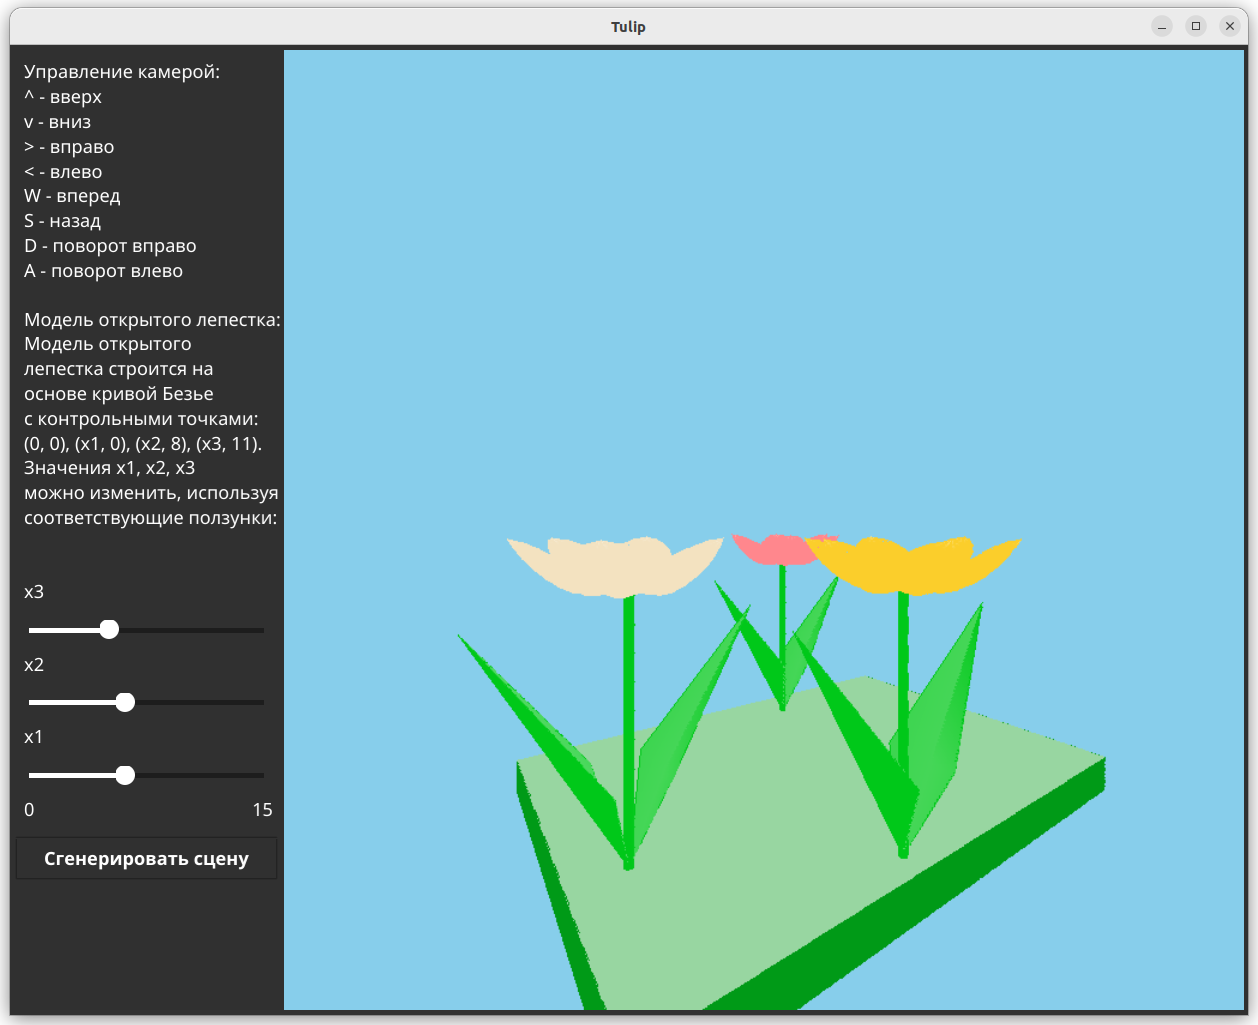 Tulip
Управление камерой:
^ - вверх
v - вниз
> - вправо
< - влево
W - вперед
S - назад
D - поворот вправо
A - поворот влево
Модель открытого лепестка:
Модель открытого
лепестка строится на
основе кривой Безье
с контрольными точками:
(0, 0), (x1, 0), (x2, 8), (x3, 11).
Значения x1, x2, x3
можно изменить, используя
соответствующие ползунки:
x3
x2
x1
0 15
Сгенерировать сцену